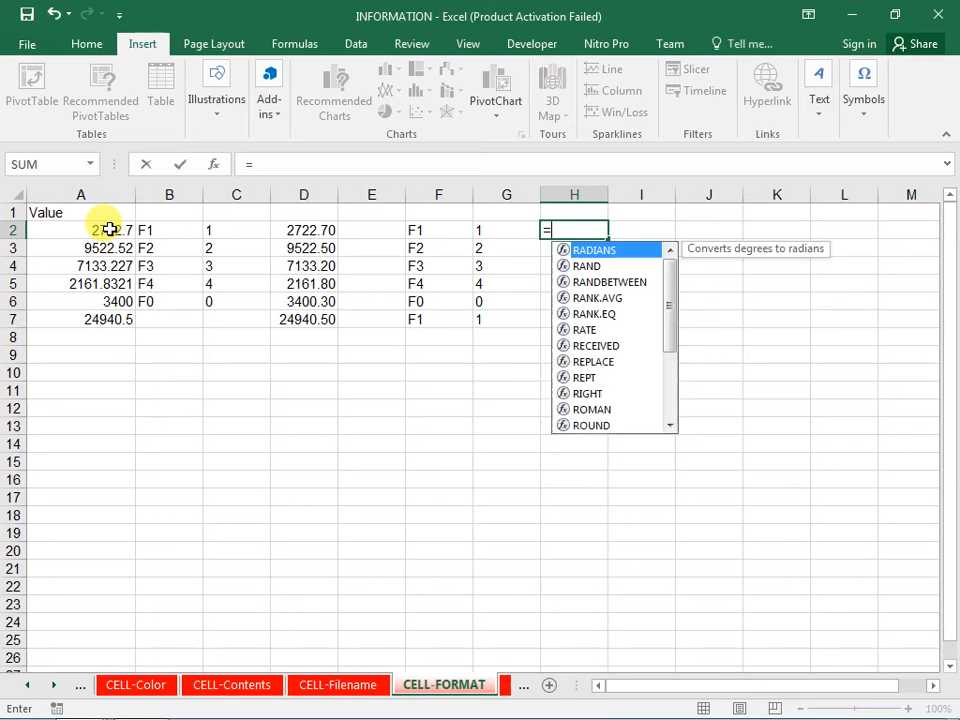 INFORMATION - Excel (Product Activation Failed)
File Home Insert Page Layout Formulas Data Review View Developer Nitro Pro Team Tell me... Sign in Share
PivotTable Recommended PivotTables Table Illustrations Add-ins Recommended Charts PivotChart 3D Map Line Column Win/Loss Slicer Timeline Hyperlink Text Symbols
Tables Charts Tours Sparklines Filters Links
SUM fx =
A B C D E F G H I J K L M
1 Value
2 F1 1 2722.70 F1 1 =
3 9522.52 F2 2 9522.50 F2 2
4 7133.227 F3 3 7133.20 F3 3
5 2161.8321 F4 4 2161.80 F4 4
6 3400 F0 0 3400.30 F0 0
7 24940.5 24940.50 F1 1
8
9
10
11
12
13
14
15
16
17
18
19
20
21
22
23
24
25
26
RADIANS Converts degrees to radians
RAND
RANDBETWEEN
RANK.AVG
RANK.EQ
RATE
RECEIVED
REPLACE
REPT
RIGHT
ROMAN
ROUND
... CELL-Color CELL-Contents CELL-Filename CELL-FORMAT ...
Enter 100%